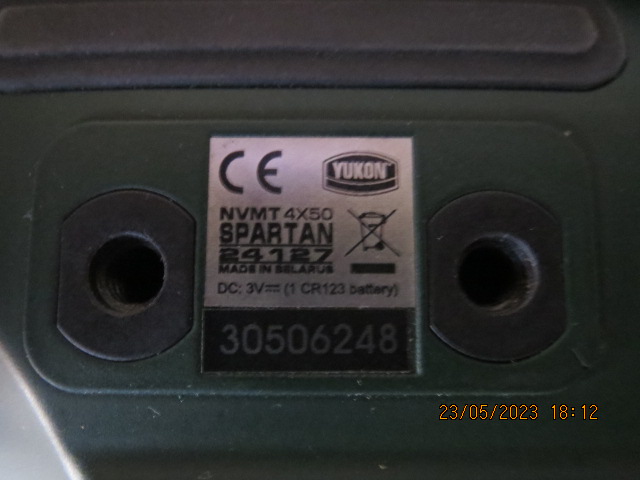 CE YUKON
NVMT 4X50
SPARTAN
24127
MADE IN BELARUS
DC: 3V⎓ (1 CR123 battery)
30506248
23/05/2023 18:12